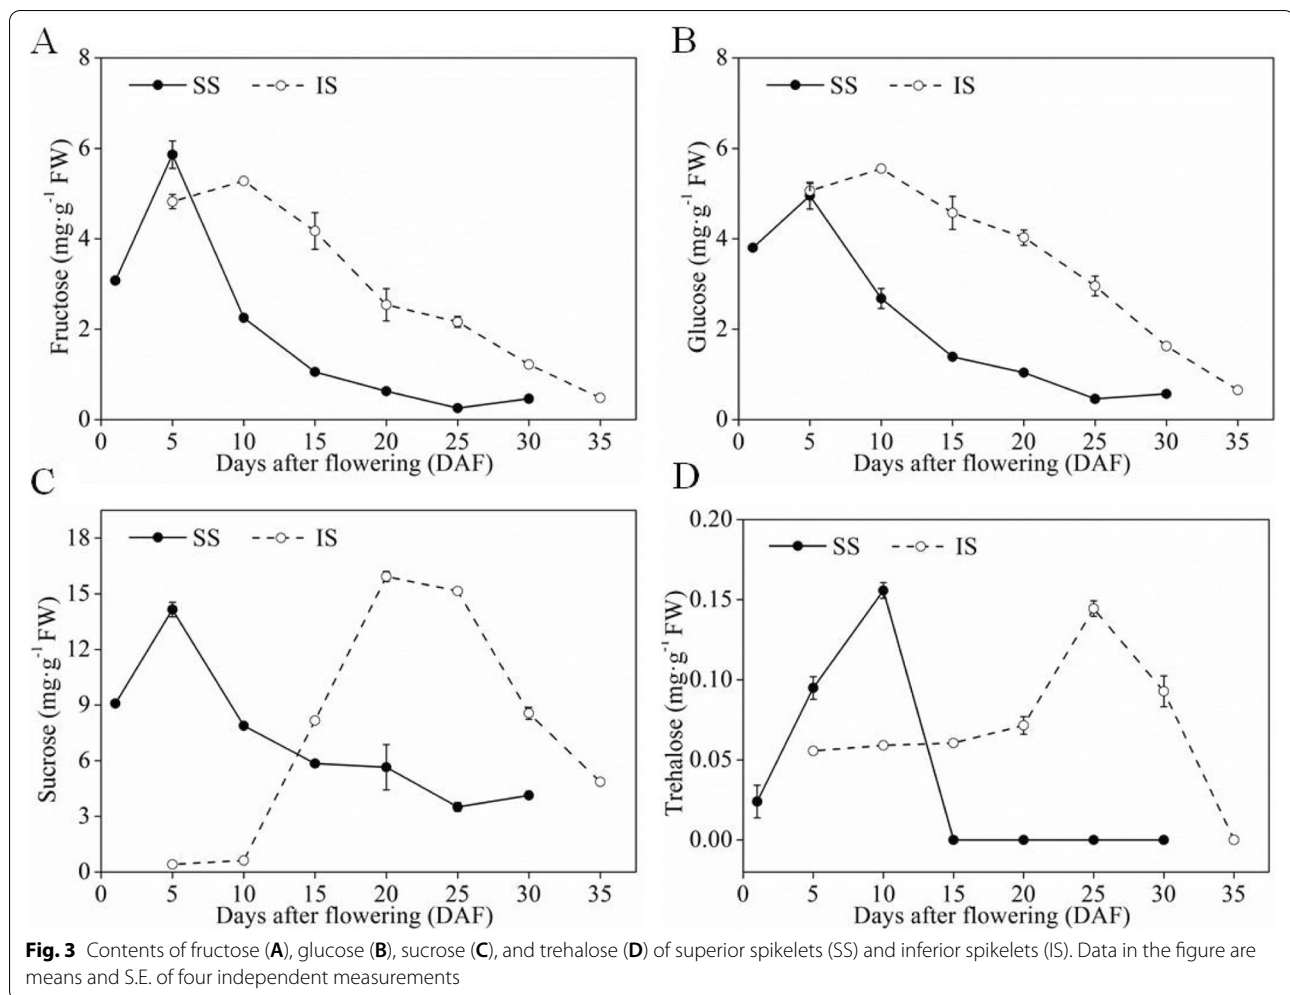 A
8
6
4
2
0
Fructose (mg·g⁻¹ FW)
SS
IS
0 5 10 15 20 25 30 35
Days after flowering (DAF)
B
8
6
4
2
0
Glucose (mg·g⁻¹ FW)
SS
IS
0 5 10 15 20 25 30 35
Days after flowering (DAF)
C
18
15
12
9
6
3
0
Sucrose (mg·g⁻¹ FW)
SS
IS
0 5 10 15 20 25 30 35
Days after flowering (DAF)
D
0.20
0.15
0.10
0.05
0.00
Trehalose (mg·g⁻¹ FW)
SS
IS
0 5 10 15 20 25 30 35
Days after flowering (DAF)
Fig. 3 Contents of fructose (A), glucose (B), sucrose (C), and trehalose (D) of superior spikelets (SS) and inferior spikelets (IS). Data in the figure are
means and S.E. of four independent measurements